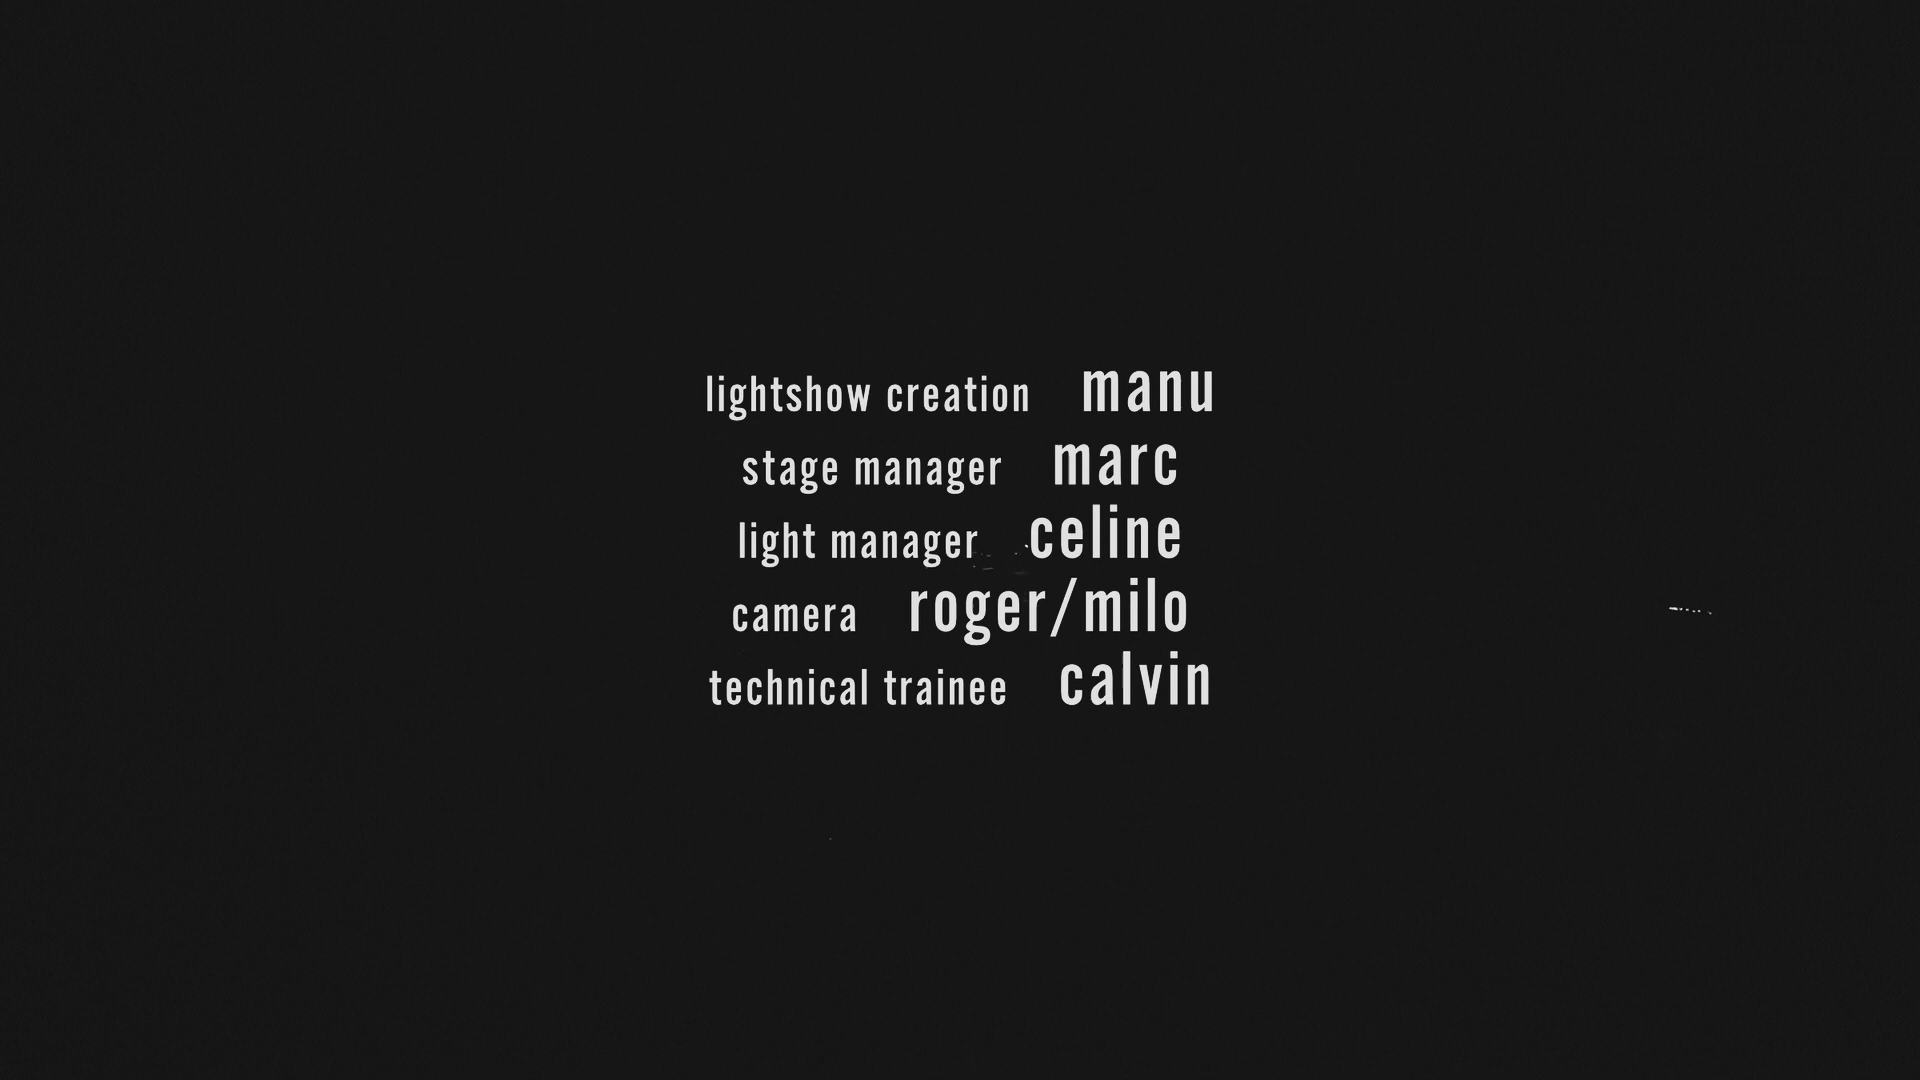 lightshow creation manu
stage manager marc
light manager celine
camera roger/milo
technical trainee calvin